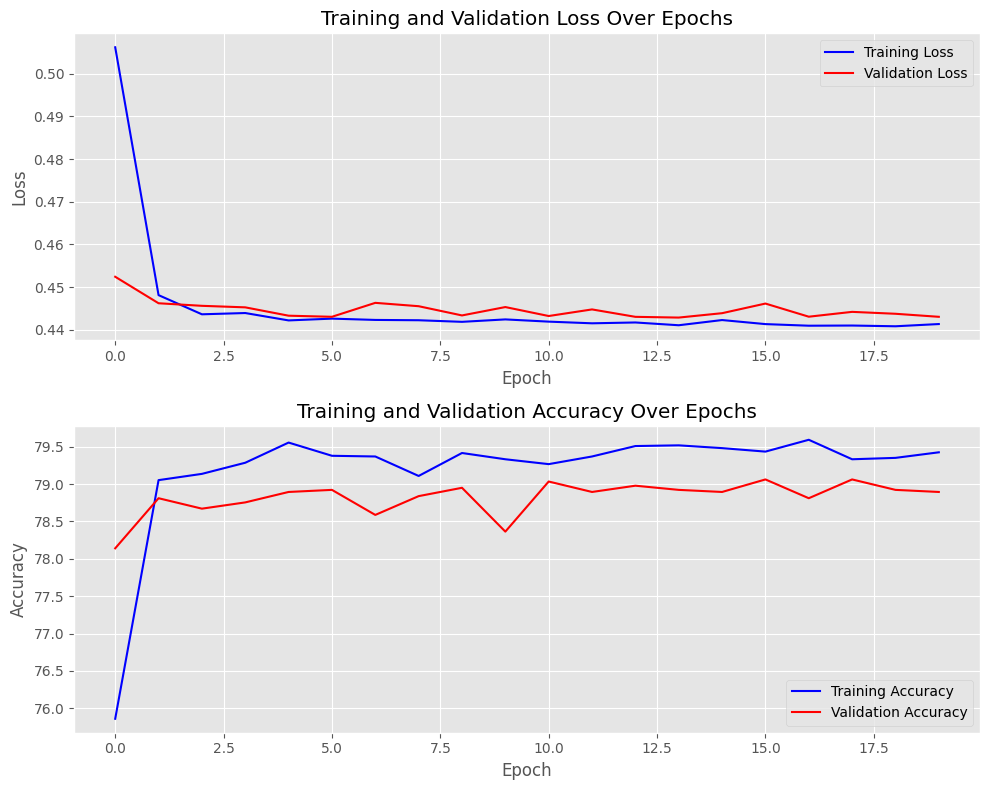 Training and Validation Loss Over Epochs
Training Loss
Validation Loss
0.50
0.49
0.48
0.47
0.46
0.45
0.44
Loss
0.0 2.5 5.0 7.5 10.0 12.5 15.0 17.5
Epoch
Training and Validation Accuracy Over Epochs
79.5
79.0
78.5
78.0
77.5
77.0
76.5
76.0
Accuracy
Training Accuracy
Validation Accuracy
0.0 2.5 5.0 7.5 10.0 12.5 15.0 17.5
Epoch